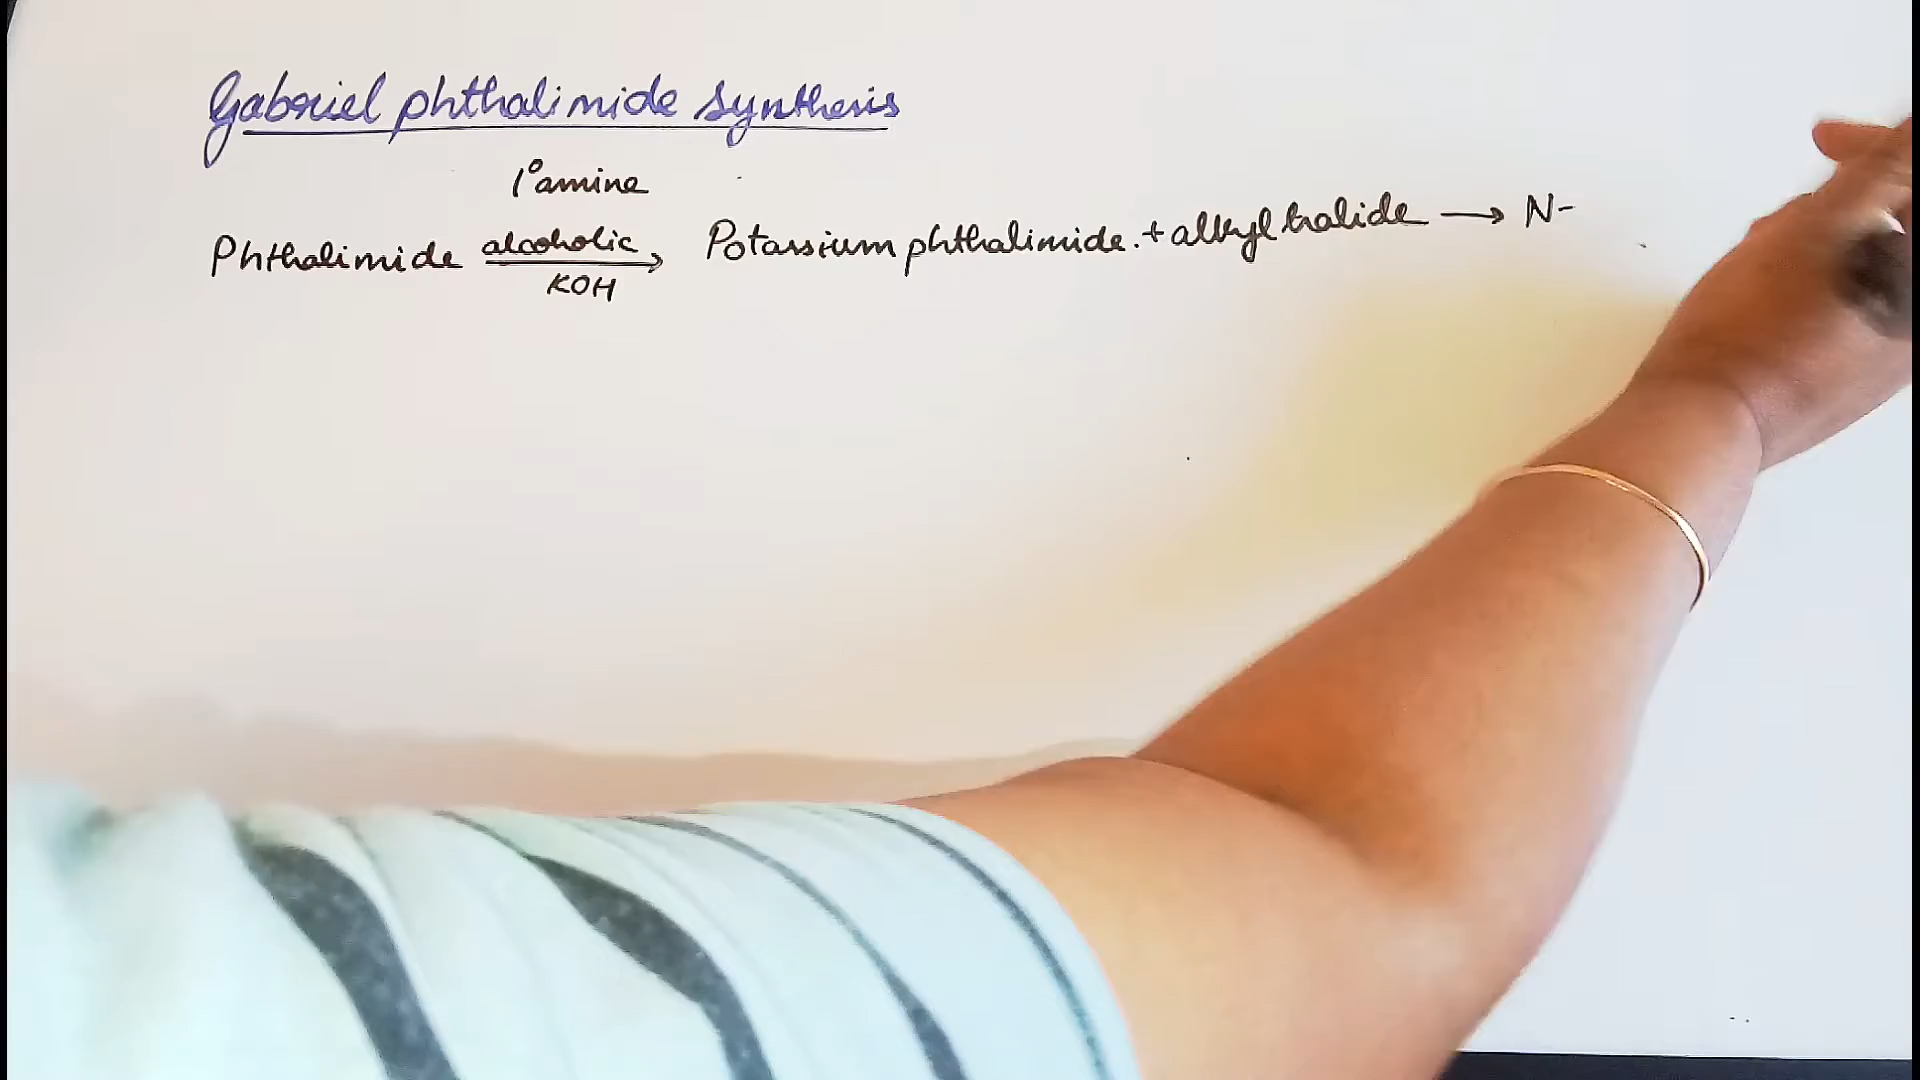 Gabriel phthalimide synthesis
1° amine
Phthalimide alcoholic KOH → Potassium phthalimide. + alkyl halide → N-